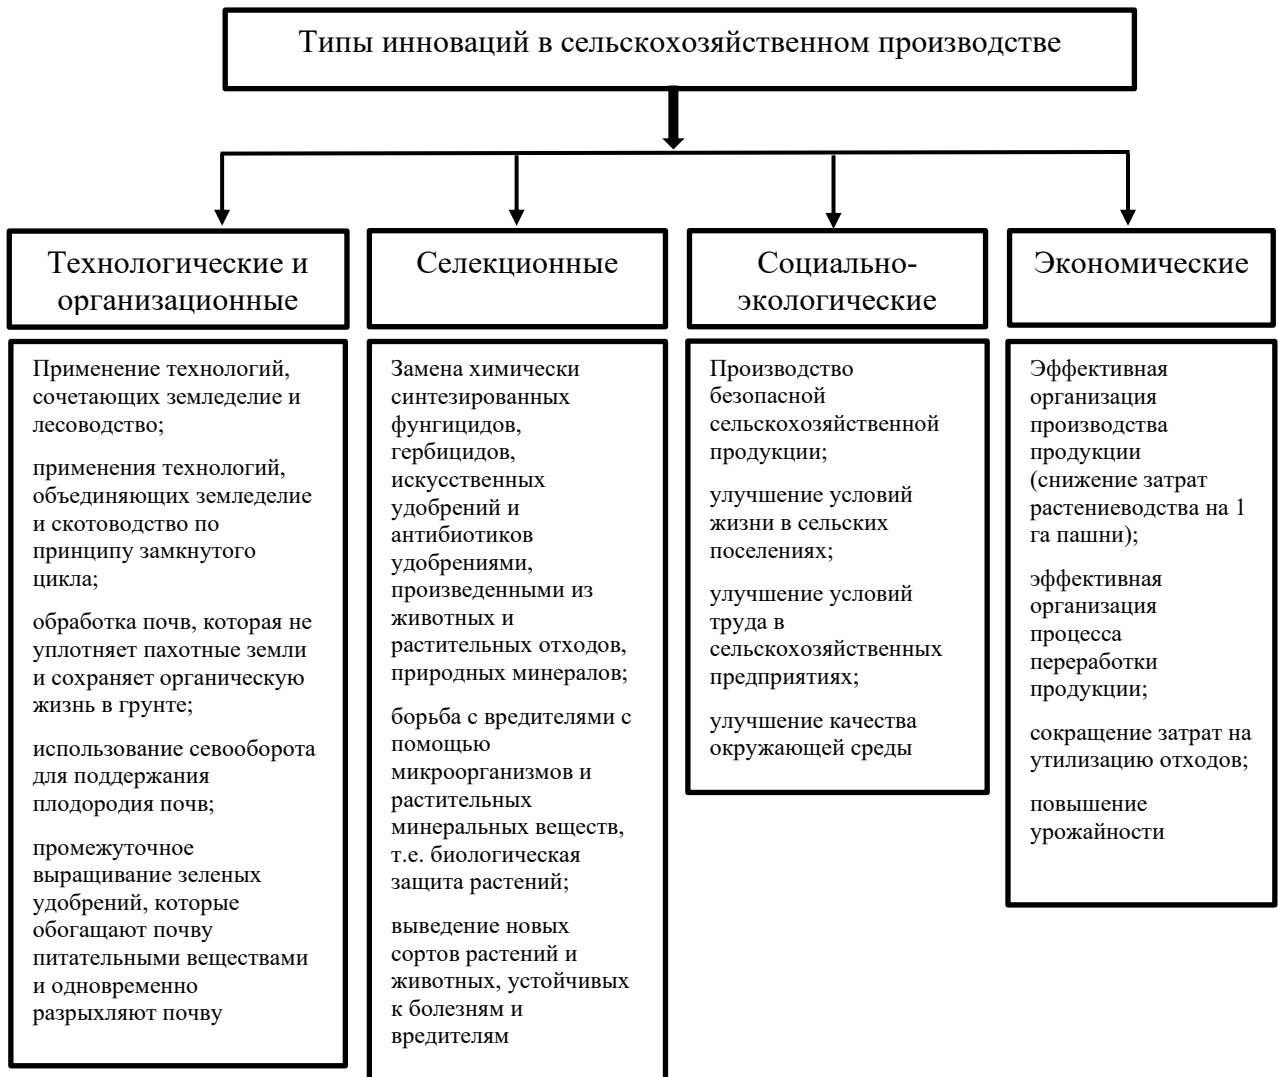 Типы инноваций в сельскохозяйственном производстве
Технологические и
организационные
Селекционные
Социально-
экологические
Экономические
Применение технологий,
сочетающих земледелие и
лесоводство;
применения технологий,
объединяющих земледелие
и скотоводство по
принципу замкнутого
цикла;
обработка почв, которая не
уплотняет пахотные земли
и сохраняет органическую
жизнь в грунте;
использование севооборота
для поддержания
плодородия почв;
промежуточное
выращивание зеленых
удобрений, которые
обогащают почву
питательными веществами
и одновременно
разрыхляют почву
Замена химически
синтезированных
фунгицидов,
гербицидов,
искусственных
удобрений и
антибиотиков
удобрениями,
произведенными из
животных и
растительных отходов,
природных минералов;
борьба с вредителями с
помощью
микроорганизмов и
растительных
минеральных веществ,
т.е. биологическая
защита растений;
выведение новых
сортов растений и
животных, устойчивых
к болезням и
вредителям
Производство
безопасной
сельскохозяйственной
продукции;
улучшение условий
жизни в сельских
поселениях;
улучшение условий
труда в
сельскохозяйственных
предприятиях;
улучшение качества
окружающей среды
Эффективная
организация
производства
продукции
(снижение затрат
растениеводства на 1
га пашни);
эффективная
организация
процесса
переработки
продукции;
сокращение затрат на
утилизацию отходов;
повышение
урожайности